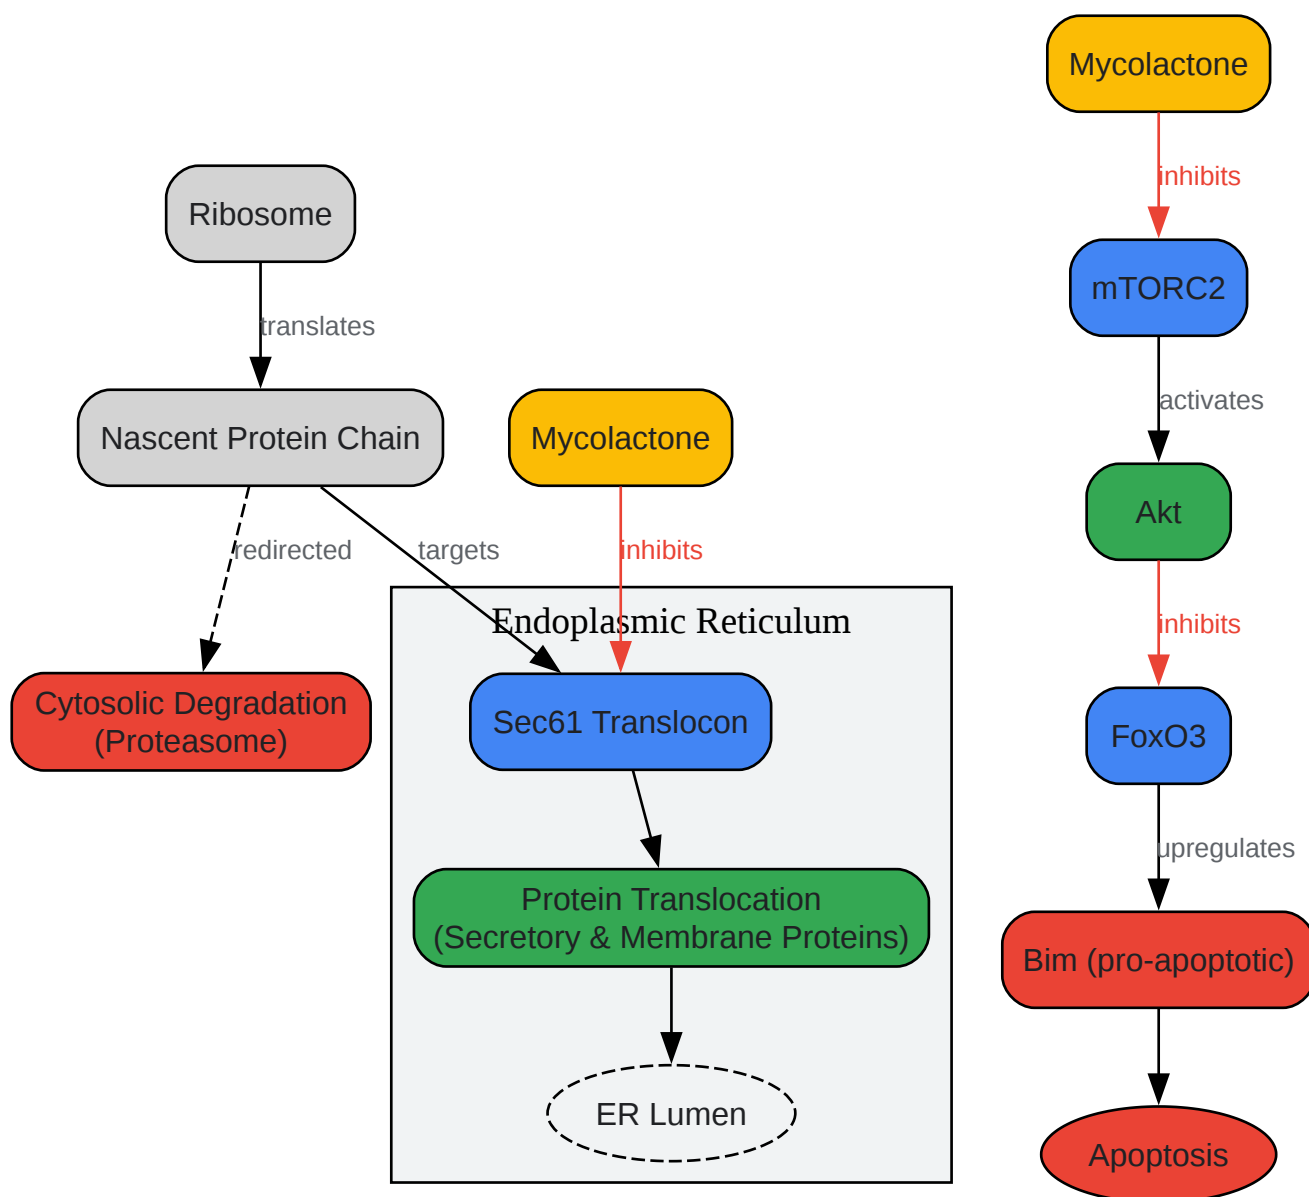 Mycolactone
inhibits
mTORC2
activates
Akt
inhibits
FoxO3
upregulates
Bim (pro-apoptotic)
Apoptosis
Ribosome
translates
Nascent Protein Chain
redirected
targets
Cytosolic Degradation
(Proteasome)
Mycolactone
inhibits
Endoplasmic Reticulum
Sec61 Translocon
Protein Translocation
(Secretory & Membrane Proteins)
ER Lumen